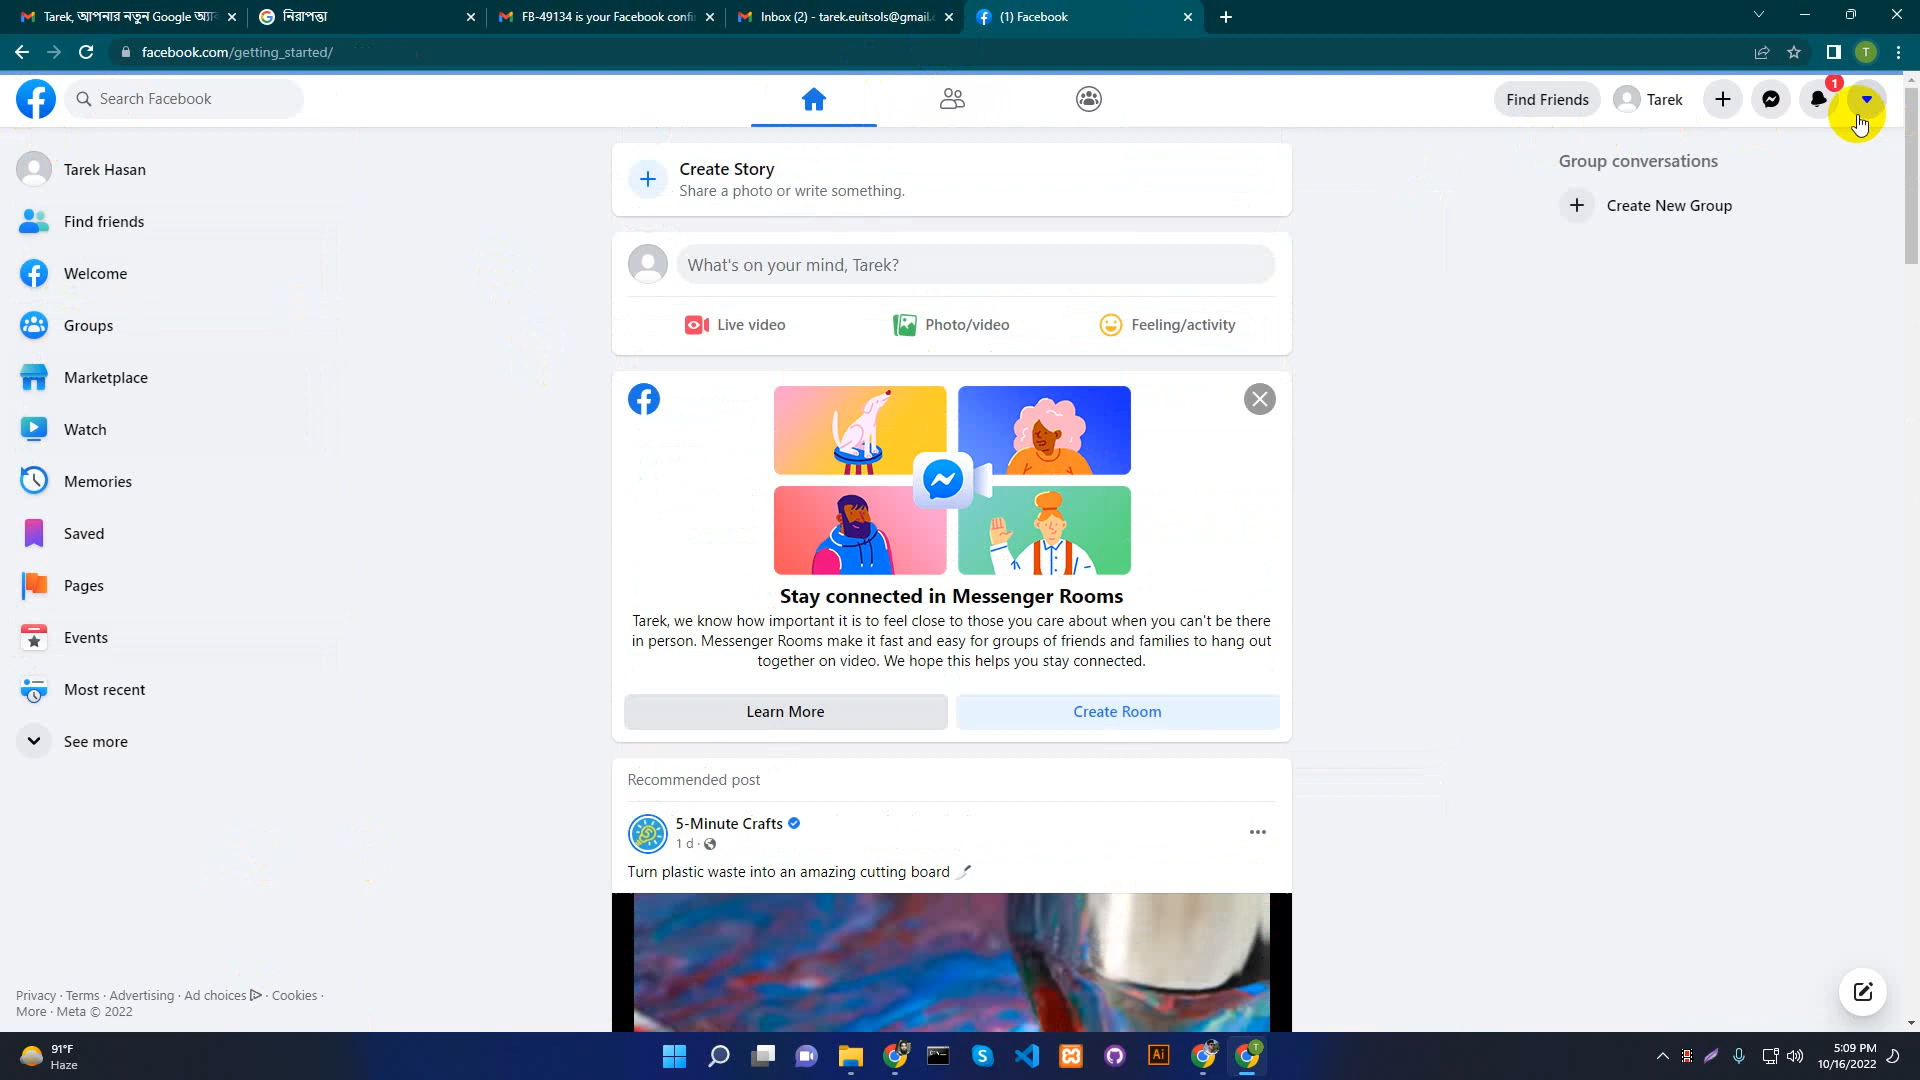 Tarek, আপনার নতুন Google অ্যা
নিরাপত্তা
FB-49134 is your Facebook confi
Inbox (2) - tarek.euitsols@gmail.
(1) Facebook
facebook.com/getting_started/
T
Search Facebook
Find Friends
Tarek
1
Tarek Hasan
Find friends
Welcome
Groups
Marketplace
Watch
Memories
Saved
Pages
Events
Most recent
See more
Privacy · Terms · Advertising · Ad choices · Cookies ·
More · Meta © 2022
Create Story
Share a photo or write something.
What's on your mind, Tarek?
Live video
Photo/video
Feeling/activity
Stay connected in Messenger Rooms
Tarek, we know how important it is to feel close to those you care about when you can't be there
in person. Messenger Rooms make it fast and easy for groups of friends and families to hang out
together on video. We hope this helps you stay connected.
Learn More
Create Room
Recommended post
5-Minute Crafts
1 d ·
Turn plastic waste into an amazing cutting board
Group conversations
Create New Group
91°F
Haze
Ai
T
5:09 PM
10/16/2022